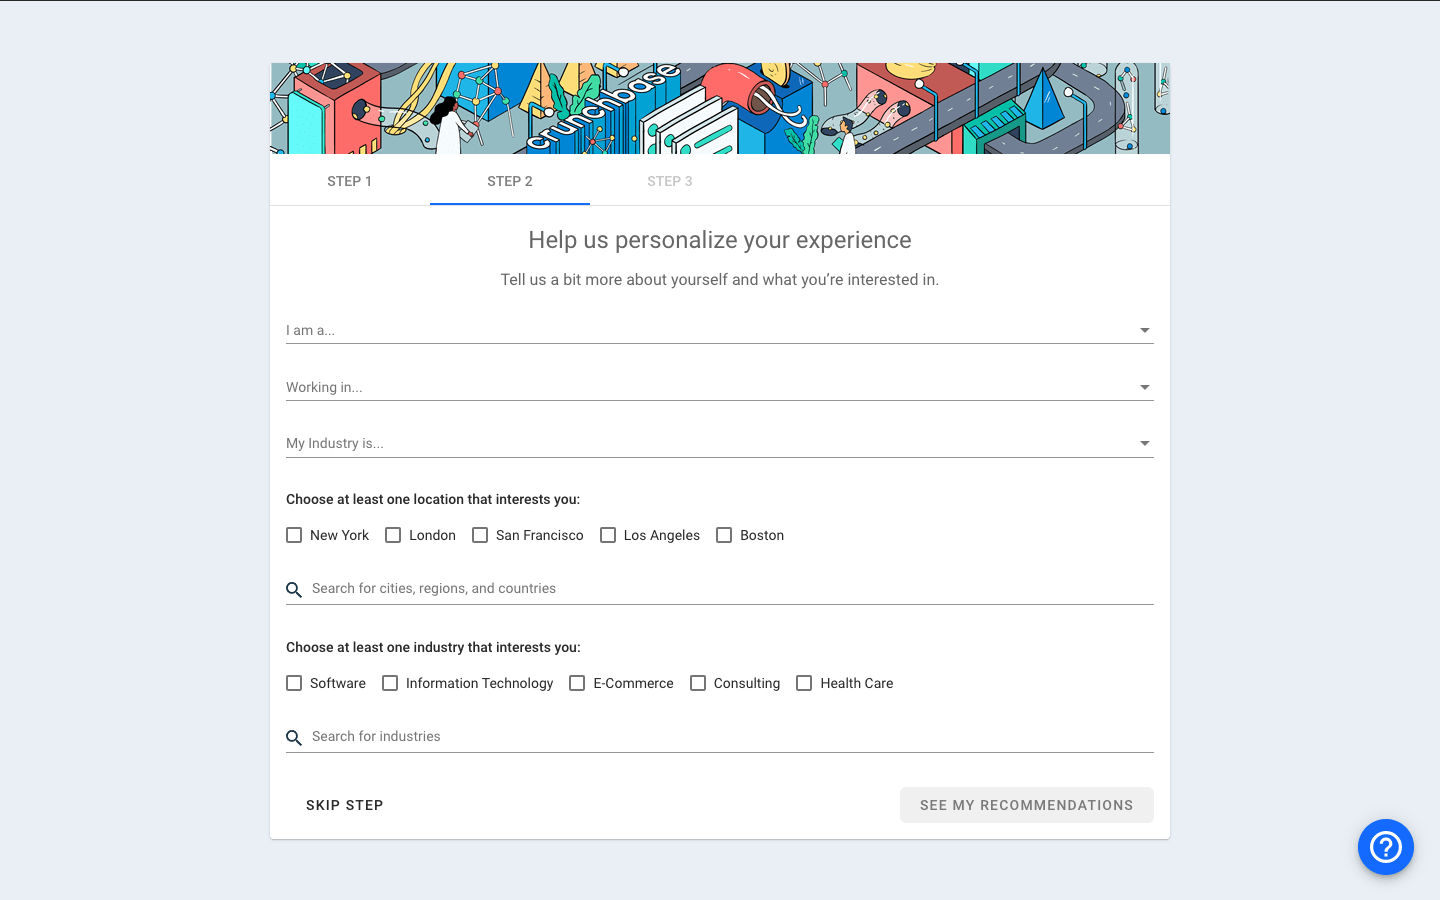 crunchbase
STEP 1 STEP 2 STEP 3
Help us personalize your experience
Tell us a bit more about yourself and what you’re interested in.
I am a...
Working in...
My Industry is...
Choose at least one location that interests you:
New York London San Francisco Los Angeles Boston
Search for cities, regions, and countries
Choose at least one industry that interests you:
Software Information Technology E-Commerce Consulting Health Care
Search for industries
SKIP STEP SEE MY RECOMMENDATIONS